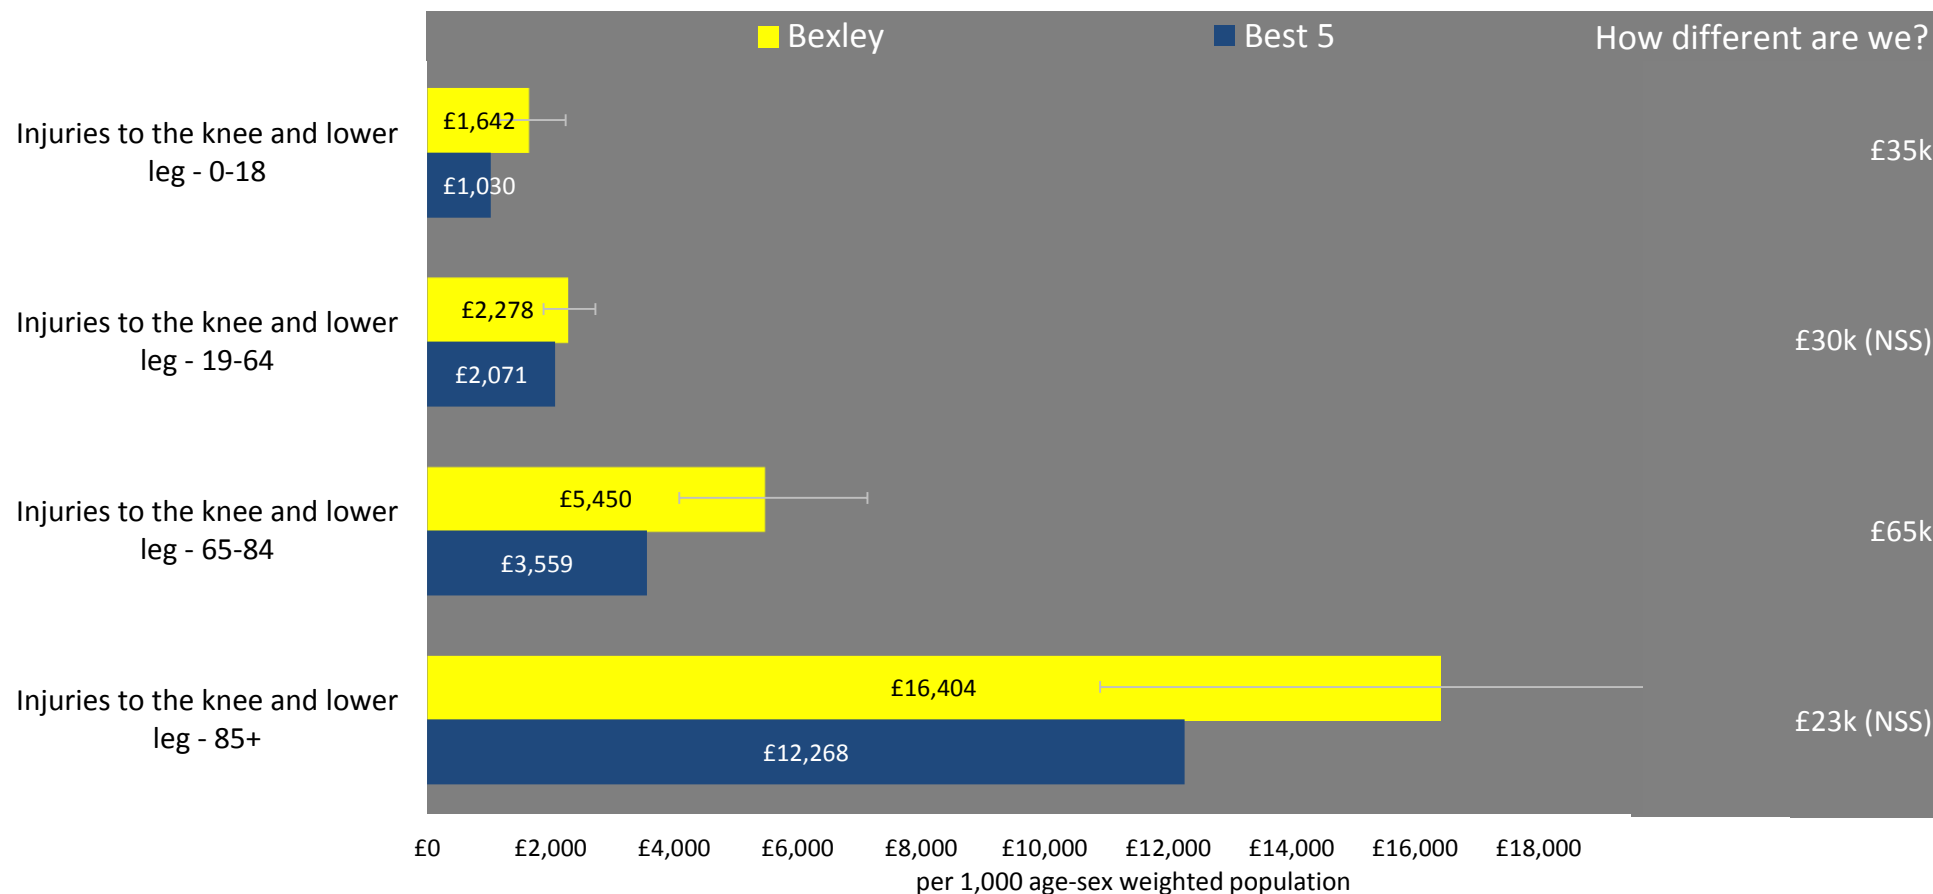 Bexley
Best 5
How different are we?
Injuries to the knee and lower
leg - 0-18
£1,642
£1,030
£35k
Injuries to the knee and lower
leg - 19-64
£2,278
£2,071
£30k (NSS)
Injuries to the knee and lower
leg - 65-84
£5,450
£3,559
£65k
Injuries to the knee and lower
leg - 85+
£16,404
£12,268
£23k (NSS)
£0 £2,000 £4,000 £6,000 £8,000 £10,000 £12,000 £14,000 £16,000 £18,000
per 1,000 age-sex weighted population